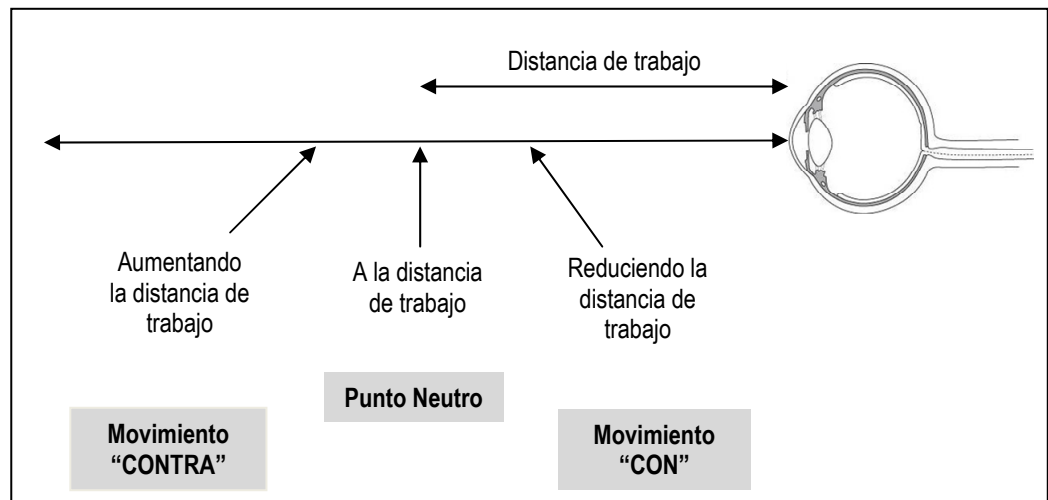 Distancia de trabajo
Aumentando
la distancia de
trabajo
A la distancia
de trabajo
Reduciendo la
distancia de
trabajo
Punto Neutro
Movimiento
“CONTRA”
Movimiento
“CON”